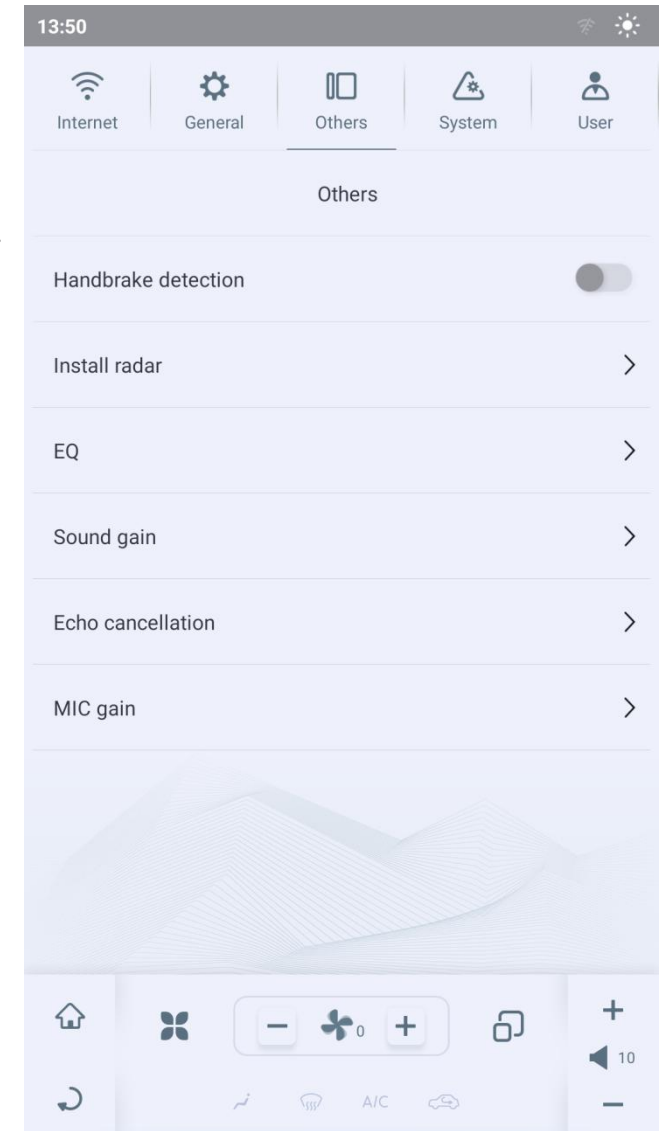 13:50
Internet General Others System User
Others
Handbrake detection
Install radar
EQ
Sound gain
Echo cancellation
MIC gain
0
10
A/C